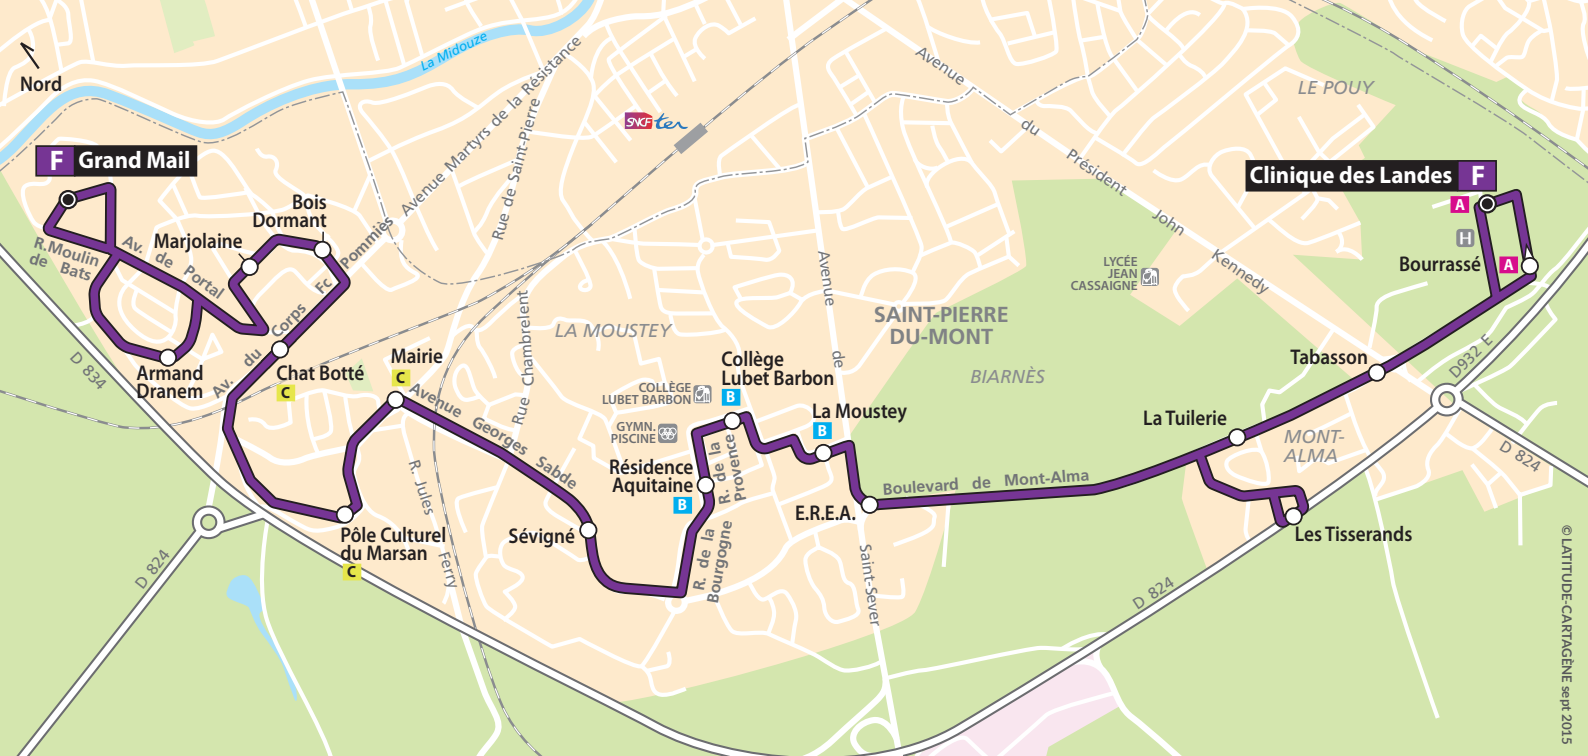 Nord
La Midouze
Avenue Martyrs de la Résistance
Rue de Saint-Pierre
SNCF ter
Avenue du Président John Kennedy
LE POUY
F Grand Mail
Clinique des Landes F
A
H
Bourrassé A
Bois
Dormant
Marjolaine
R.Moulin
de Bats
Av. de Portal
Av. du Corps Fc Pommiès
D 834
Armand
Dranem
Chat Botté
C
Mairie
C
Avenue Georges Sabde
Rue Chambrelent
LA MOUSTEY
COLLÈGE
LUBET BARBON
GYMN.
PISCINE
Collège
Lubet Barbon
B
La Moustey
B
Résidence
Aquitaine
B
R. de la
Provence
R. de la
Bourgogne
Avenue de Saint-Sever
SAINT-PIERRE
DU-MONT
BIARNÈS
LYCÉE
JEAN
CASSAIGNE
Tabasson
D932 E
La Tuilerie
MONT-
ALMA
D 824
Boulevard de Mont-Alma
E.R.E.A.
Sévigné
R. Jules Ferry
Pôle Culturel
du Marsan
C
D 824
Les Tisserands
D 824
© LATITUDE-CARTAGÈNE sept 2015